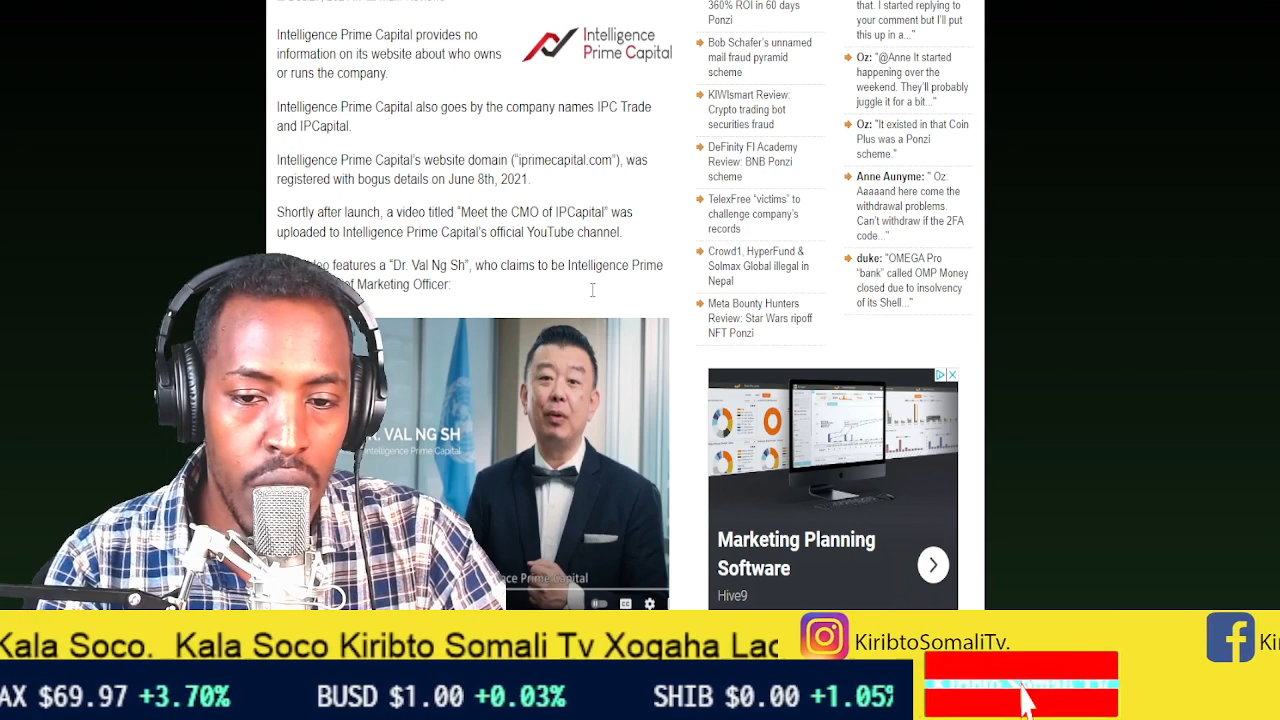 Intelligence Prime Capital provides no
information on its website about who owns
or runs the company.
Intelligence
Prime Capital
Intelligence Prime Capital also goes by the company names IPC Trade
and IPCapital.
Intelligence Prime Capital's website domain ("iprimecapital.com"), was
registered with bogus details on June 8th, 2021.
Shortly after launch, a video titled "Meet the CMO of IPCapital" was
uploaded to Intelligence Prime Capital's official YouTube channel.
features a "Dr. Val Ng Sh", who claims to be Intelligence Prime
of Marketing Officer:
DR. VAL NG SH
Intelligence Prime Capital
Prime Capital
CC
360% ROI in 60 days
Ponzi
Bob Schafer's unnamed
mail fraud pyramid
scheme
KIWIsmart Review:
Crypto trading bot
securities fraud
DeFinity FI Academy
Review: BNB Ponzi
scheme
TelexFree "victims" to
challenge company's
records
Crowd1, HyperFund &
Solmax Global illegal in
Nepal
Meta Bounty Hunters
Review: Star Wars ripoff
NFT Ponzi
that. I started replying to
your comment but I'll put
this up in a..."
Oz: "@Anne It started
happening over the
weekend. They'll probably
juggle it for a bit..."
Oz: "It existed in that Coin
Plus was a Ponzi
scheme."
Anne Aunyme: " Oz:
Aaaaand here come the
withdrawal problems.
Can't withdraw if the 2FA
code..."
duke: "OMEGA Pro
"bank" called OMP Money
closed due to insolvency
of its Shell..."
Marketing Planning
Software
Hive9
Kala Soco. Kala Soco Kiribto Somali Tv Xogaha Lac
KiribtoSomaliTv.
Ki
AX $69.97 +3.70% BUSD $1.00 +0.03% SHIB $0.00 +1.05%